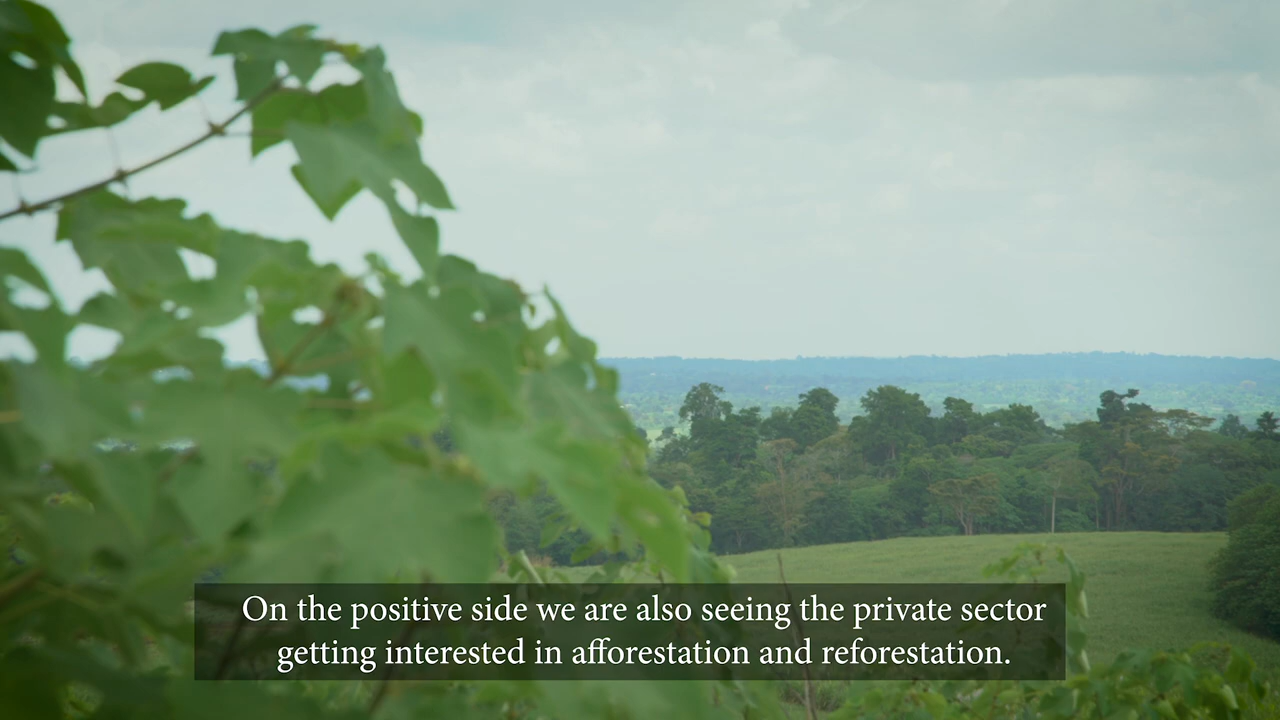 On the positive side we are also seeing the private sector
getting interested in afforestation and reforestation.